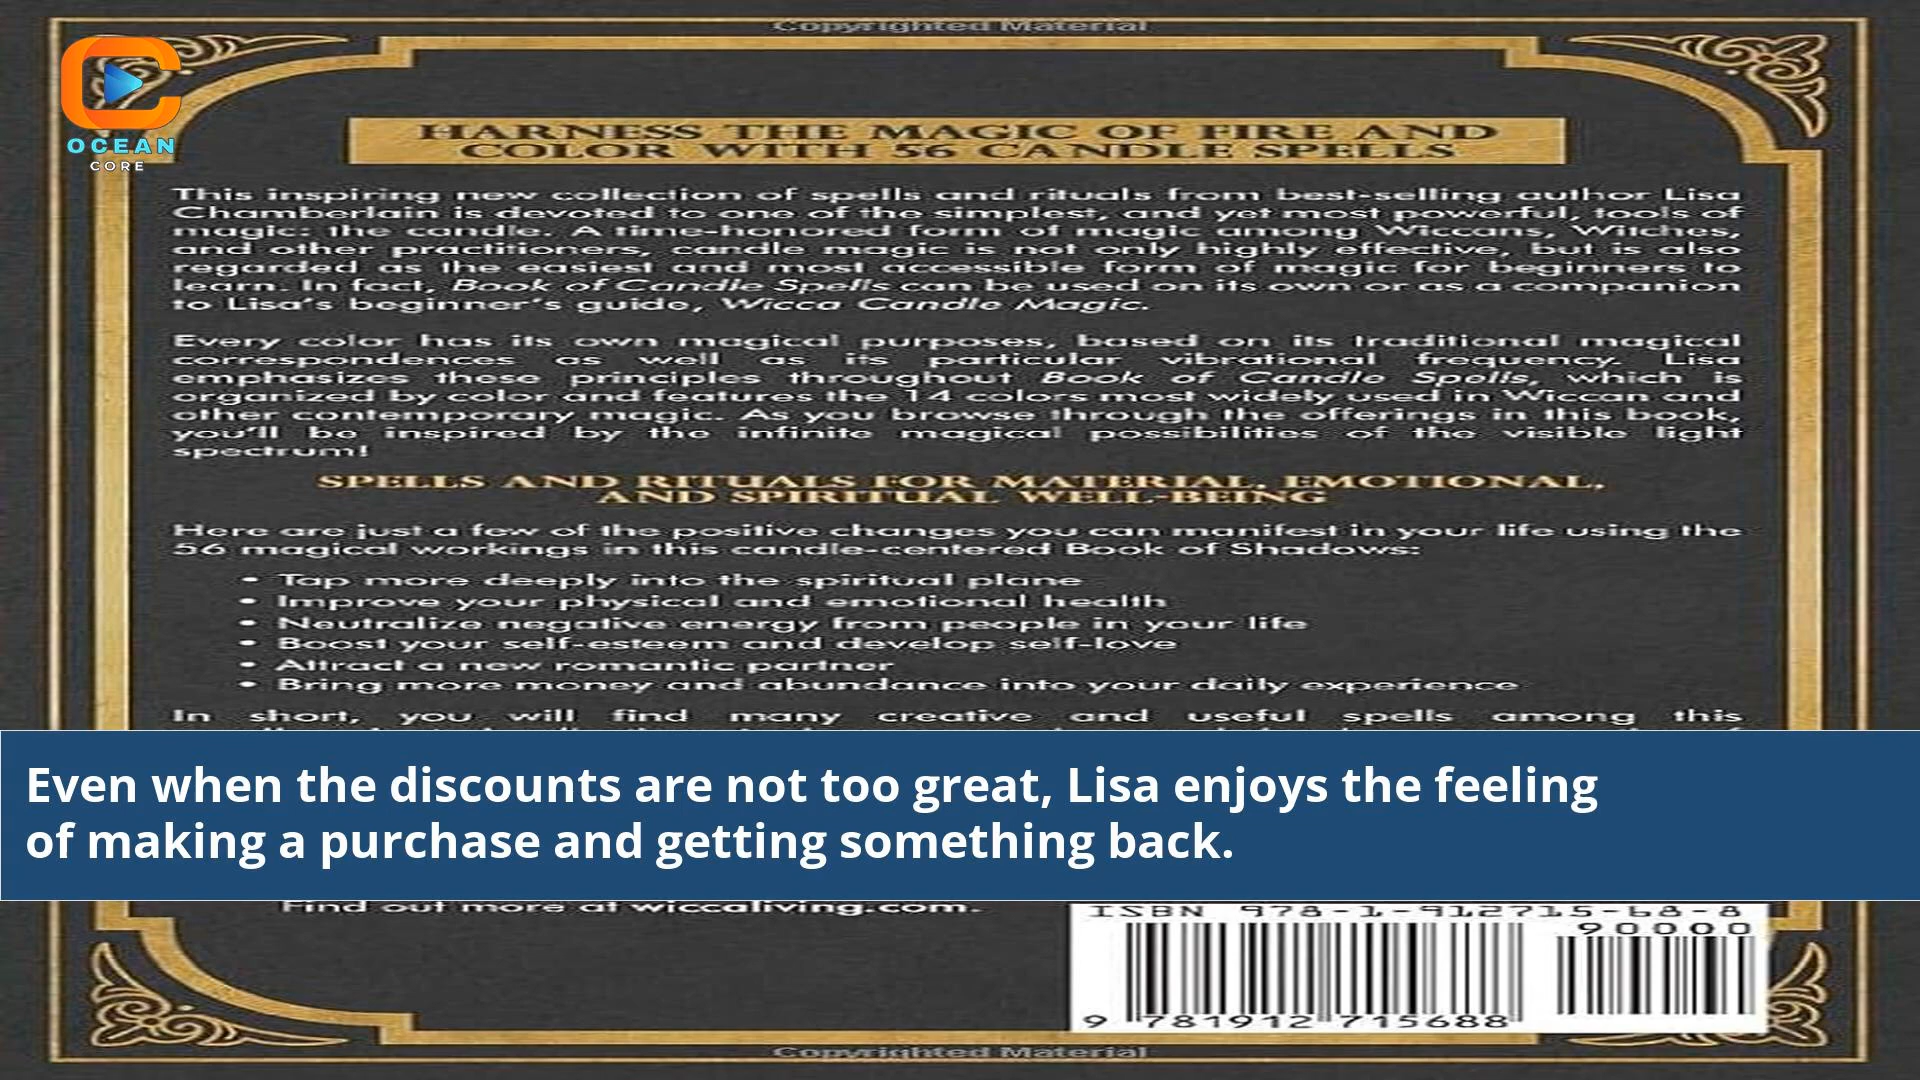 Copyrighted Material
OCEAN
CORE
HARNESS THE MAGIC OF FIRE AND
COLOR WITH 56 CANDLE SPELLS
This inspiring new collection of spells and rituals from best-selling author Lisa
Chamberlain is devoted to one of the simplest, and yet most powerful, tools of
magic: the candle. A time-honored form of magic among Wiccans, Witches,
and other practitioners, candle magic is not only highly effective, but is also
regarded as the easiest and most accessible form of magic for beginners to
learn. In fact, Book of Candle Spells can be used on its own or as a companion
to Lisa's beginner's guide, Wicca Candle Magic.
Every color has its own magical purposes, based on its traditional magical
correspondences as well as its particular vibrational frequency. Lisa
emphasizes these principles throughout Book of Candle Spells, which is
organized by color and features the 14 colors most widely used in Wiccan and
other contemporary magic. As you browse through the offerings in this book,
you'll be inspired by the infinite magical possibilities of the visible light
spectrum!
SPELLS AND RITUALS FOR MATERIAL, EMOTIONAL,
AND SPIRITUAL WELL-BEING
Here are just a few of the positive changes you can manifest in your life using the
56 magical workings in this candle-centered Book of Shadows:
• Tap more deeply into the spiritual plane
• Improve your physical and emotional health
• Neutralize negative energy from people in your life
• Boost your self-esteem and develop self-love
• Attract a new romantic partner
• Bring more money and abundance into your daily experience
In short, you will find many creative and useful spells among this
Even when the discounts are not too great, Lisa enjoys the feeling
of making a purchase and getting something back.
Find out more at wiccaliving.com.
ISBN 978-1-912715-68-8
90000
9 781912 715688
Copyrighted Material